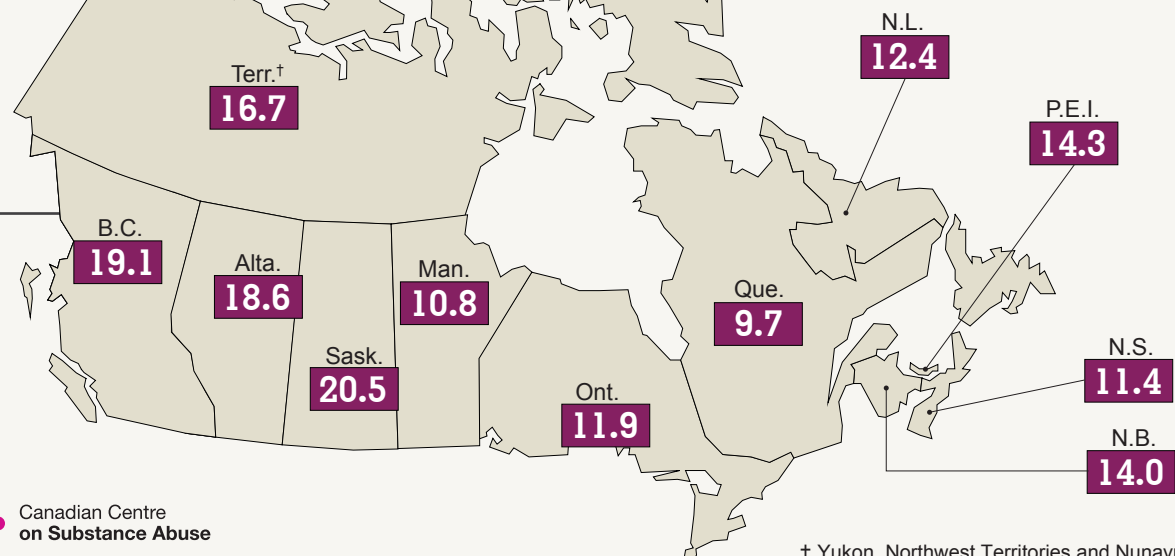 N.L.
12.4
Terr.†
16.7
P.E.I.
14.3
B.C.
19.1
Alta.
18.6
Man.
10.8
Que.
9.7
Sask.
20.5
N.S.
11.4
Ont.
11.9
N.B.
14.0
Canadian Centre
on Substance Abuse
† Yukon, Northwest Territories and